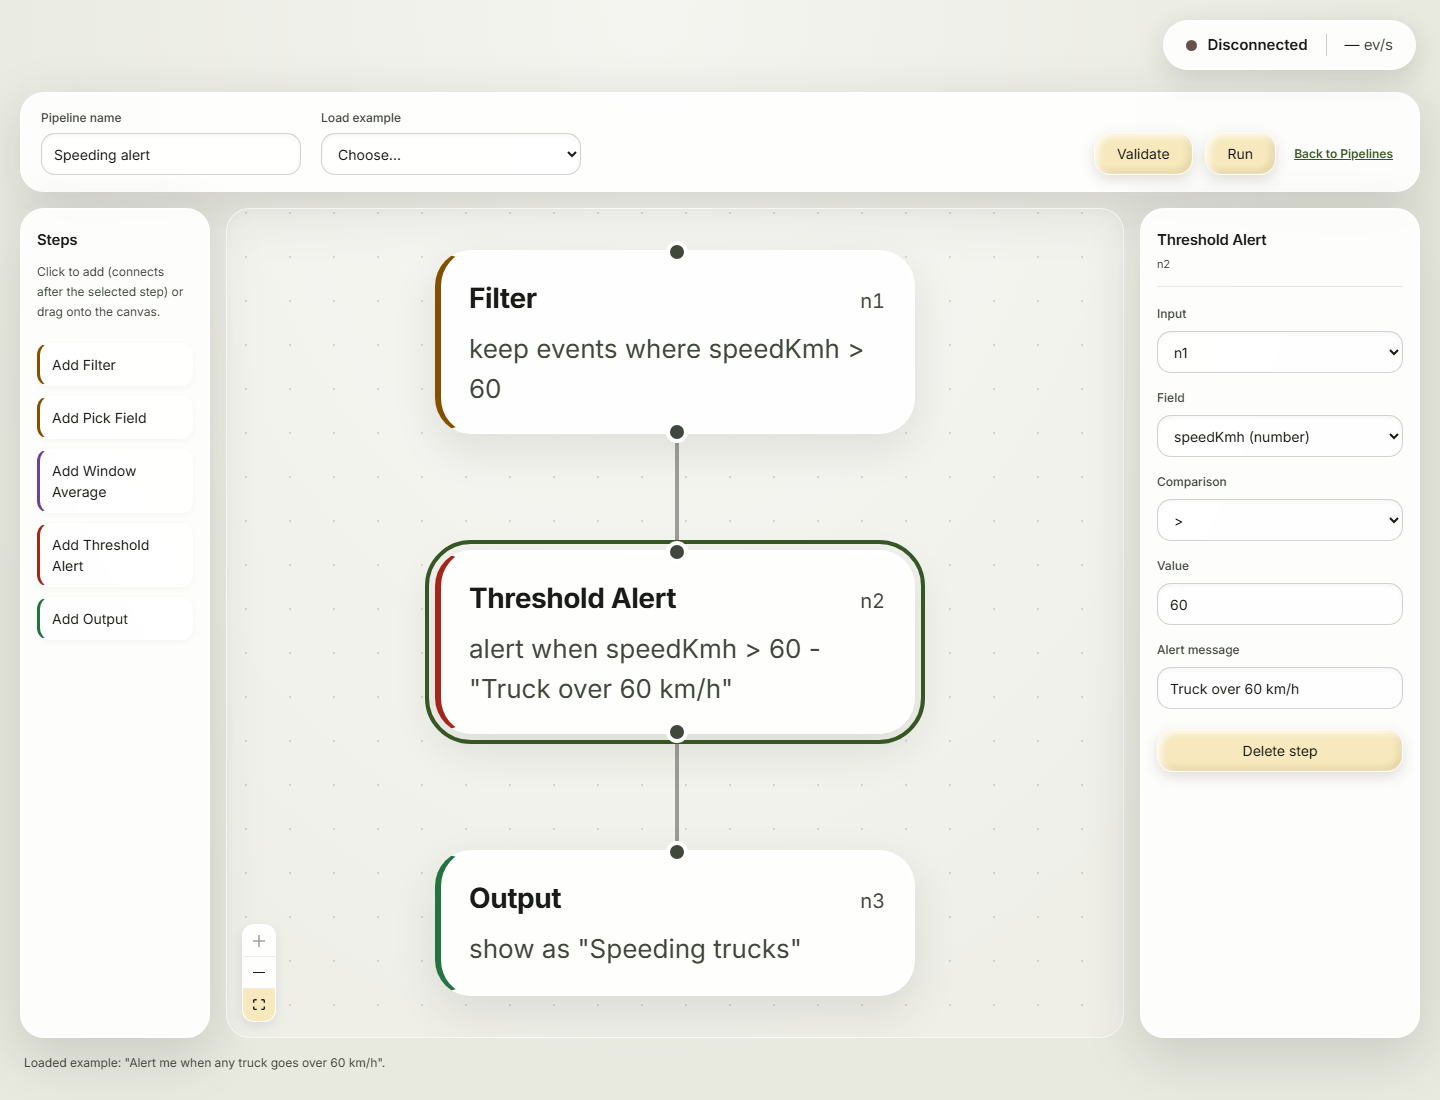 Disconnected — ev/s
Pipeline name
Speeding alert
Load example
Choose...
Validate
Run
Back to Pipelines
Steps
Click to add (connects
after the selected step) or
drag onto the canvas.
Add Filter
Add Pick Field
Add Window
Average
Add Threshold
Alert
Add Output
Filter n1
keep events where speedKmh >
60
Threshold Alert n2
alert when speedKmh > 60 -
"Truck over 60 km/h"
Output n3
show as "Speeding trucks"
Threshold Alert
n2
Input
n1
Field
speedKmh (number)
Comparison
>
Value
60
Alert message
Truck over 60 km/h
Delete step
Loaded example: "Alert me when any truck goes over 60 km/h".